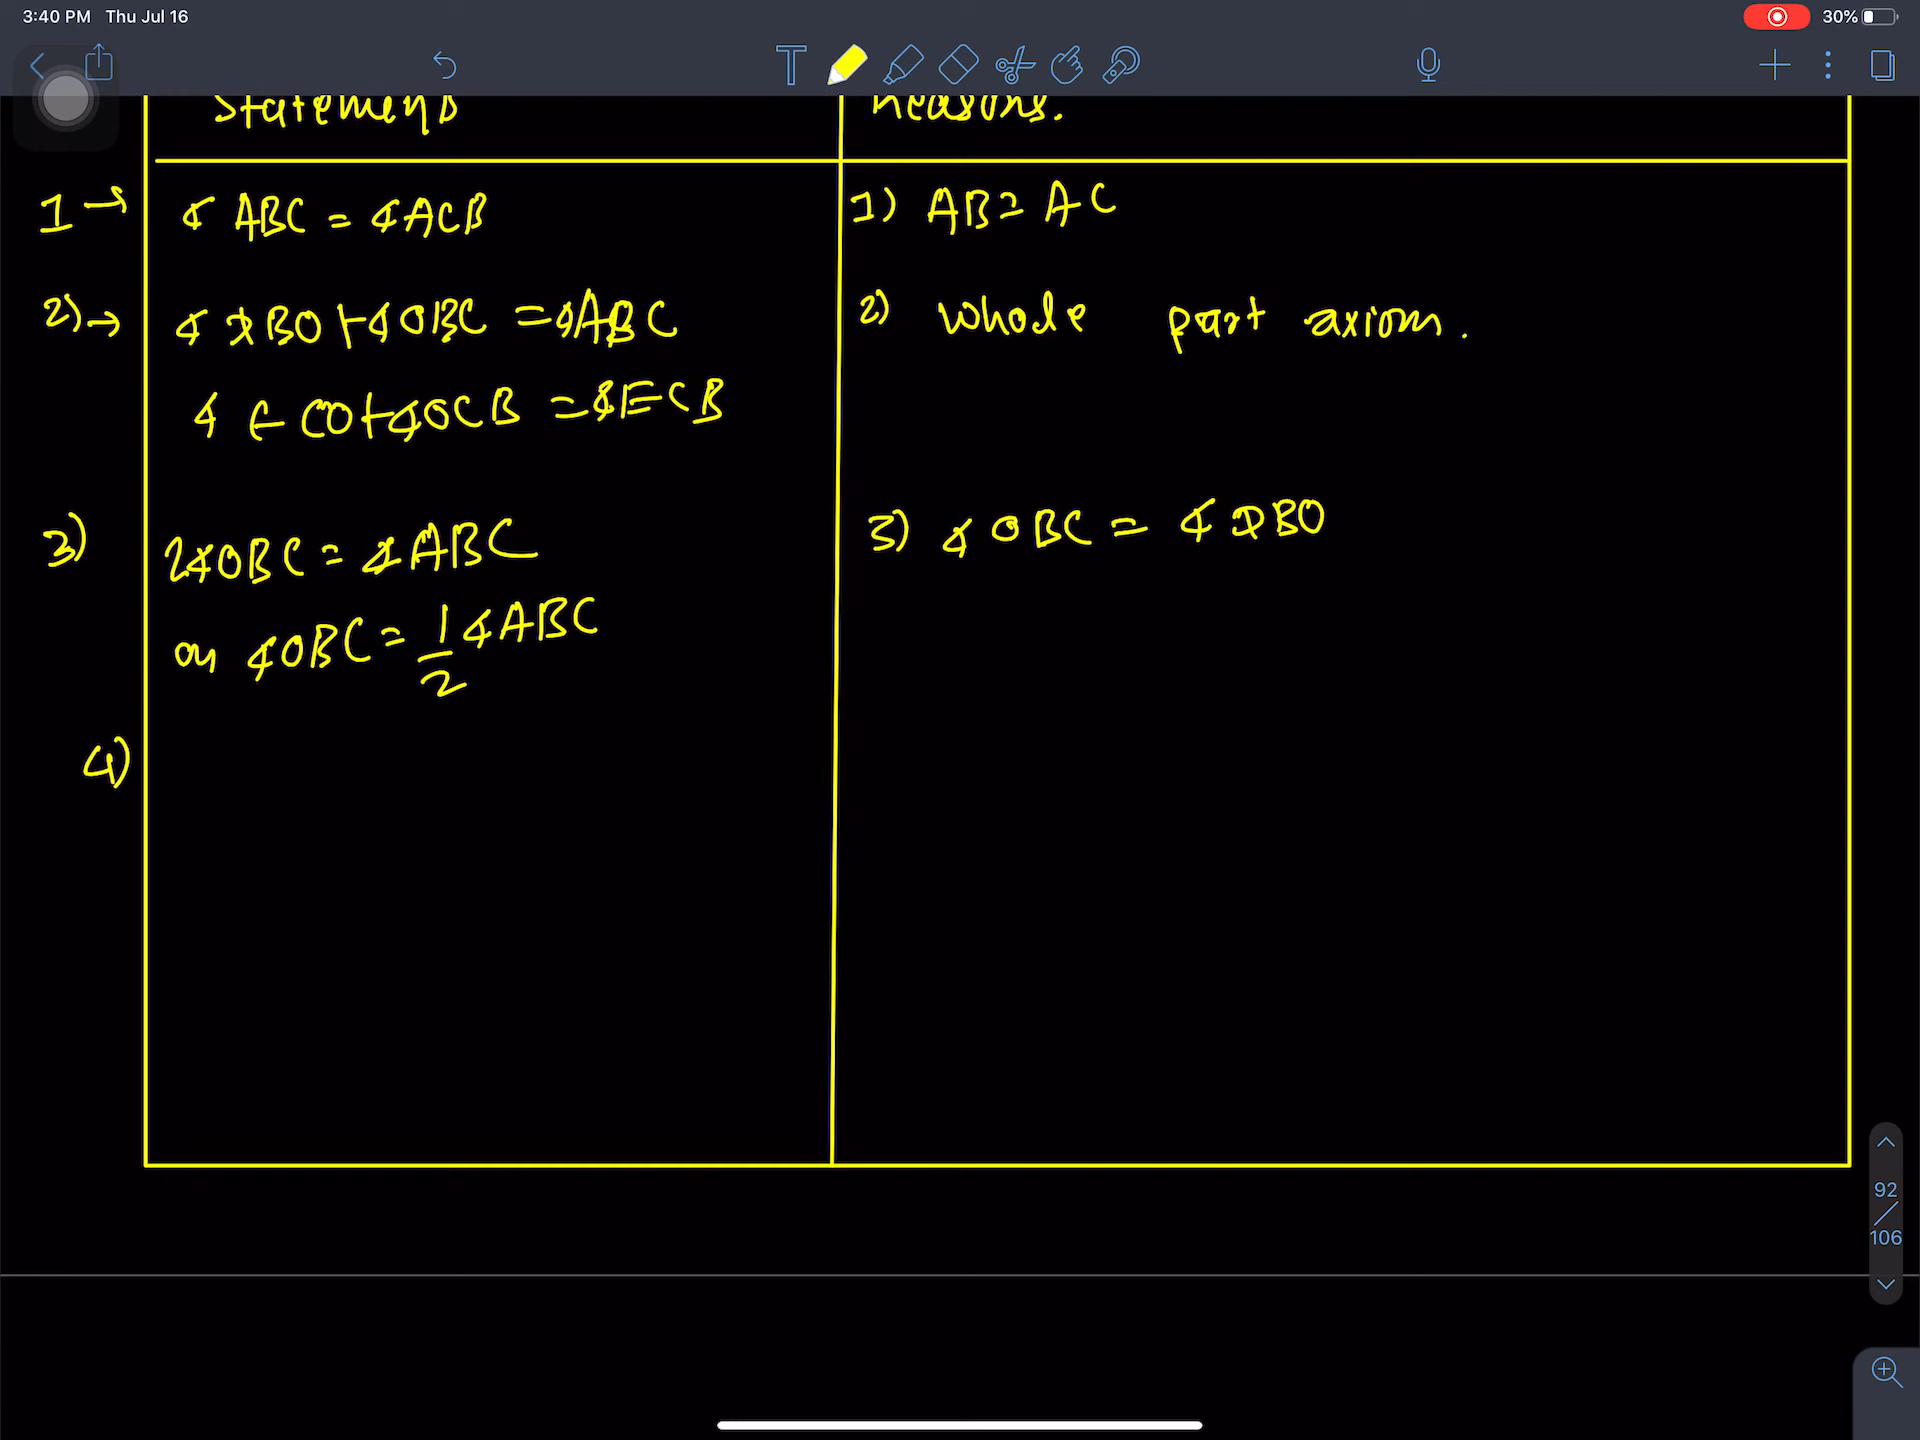 3:40 PM Thu Jul 16
30%
Statements
Reasons.
1→ ∡ABC = ∡ACB
1) AB = AC
2)→ ∡DBO + ∡OBC = ∡ABC
2) Whole part axiom.
∡ECO + ∡OCB = ∡ECB
3) 2∡OBC = ∡ABC
3) ∡OBC = ∡DBO
or ∡OBC = 1/2 ∡ABC
4)
92
106